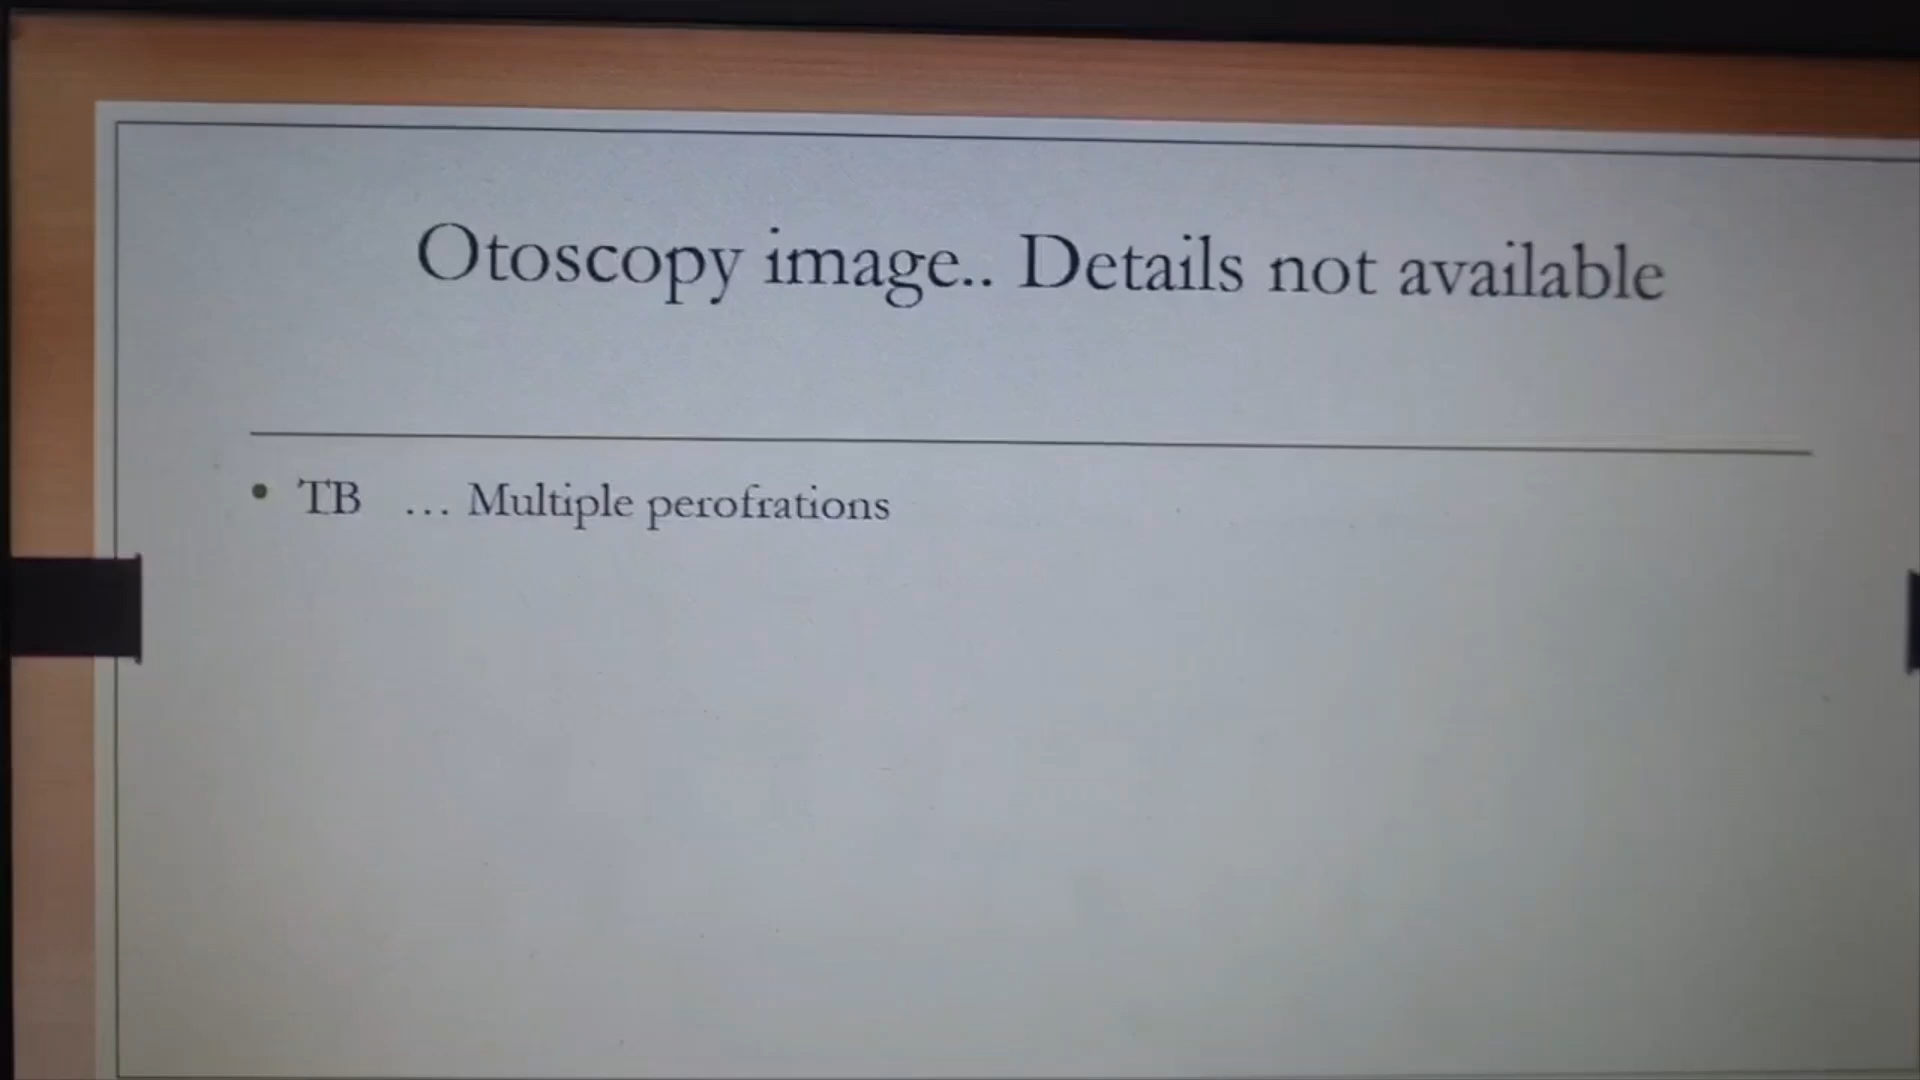 Otoscopy image.. Details not available
• TB ... Multiple perofrations